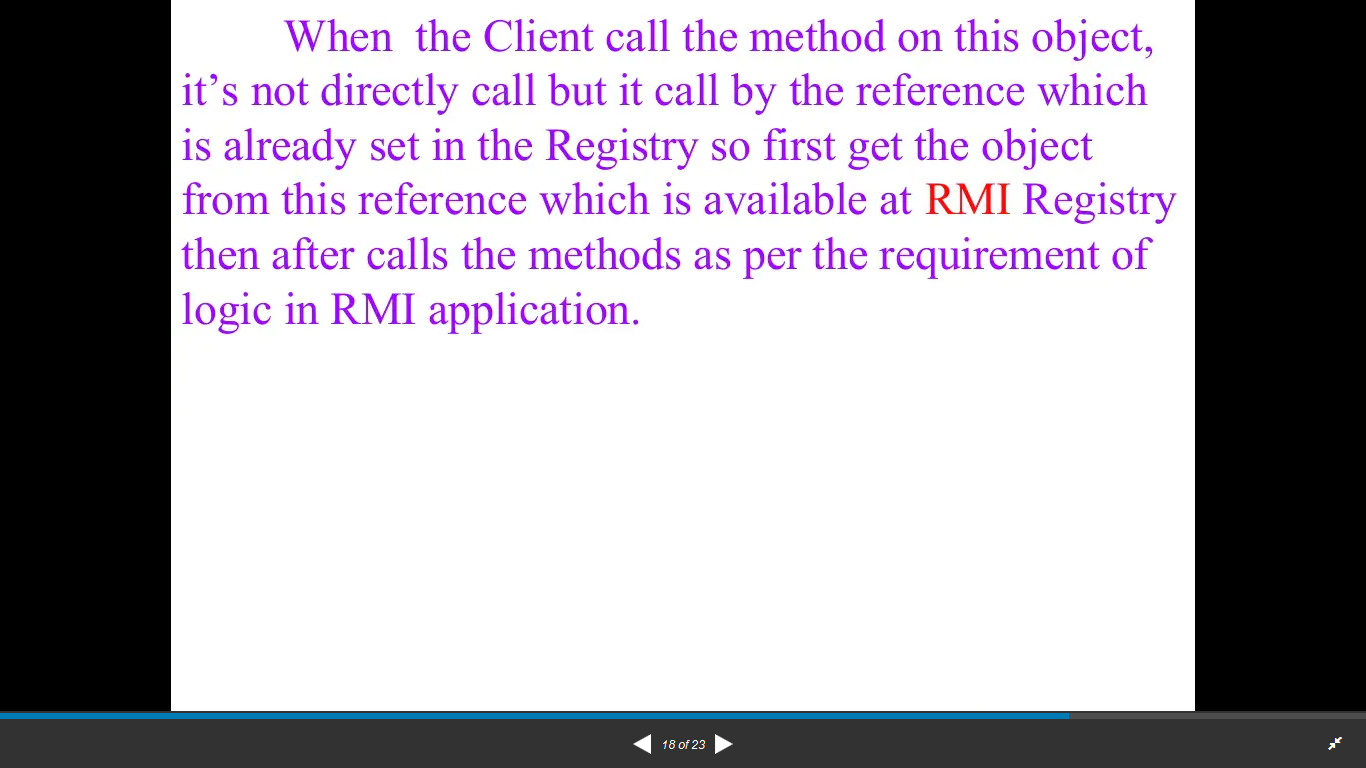 When the Client call the method on this object,
it’s not directly call but it call by the reference which
is already set in the Registry so first get the object
from this reference which is available at RMI Registry
then after calls the methods as per the requirement of
logic in RMI application.
18 of 23